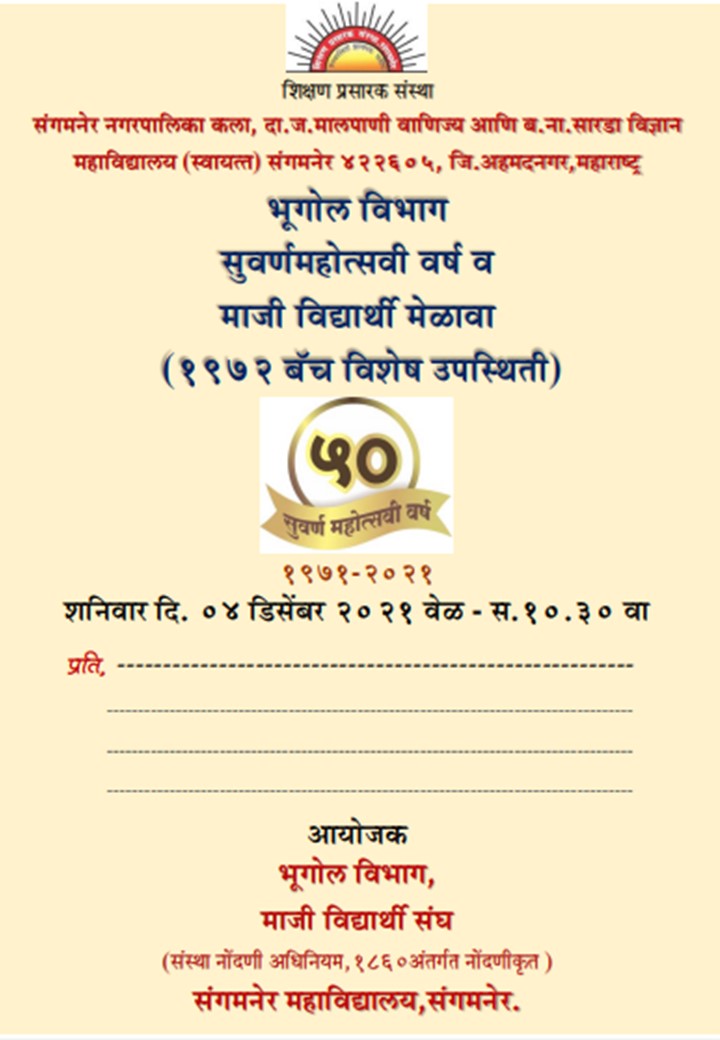 शिक्षण प्रसारक संस्था
संगमनेर नगरपालिका कला, दा.ज.मालपाणी वाणिज्य आणि ब.ना.सारडा विज्ञान
महाविद्यालय (स्वायत्त) संगमनेर ४२२६०५, जि.अहमदनगर,महाराष्ट्र
भूगोल विभाग
सुवर्णमहोत्सवी वर्ष व
माजी विद्यार्थी मेळावा
(१९७२ बॅच विशेष उपस्थिती)
५०
सुवर्ण महोत्सवी वर्ष
१९७१-२०२१
शनिवार दि. ०४ डिसेंबर २०२१ वेळ - स.१०.३० वा
प्रति,
आयोजक
भूगोल विभाग,
माजी विद्यार्थी संघ
(संस्था नोंदणी अधिनियम,१८६०अंतर्गत नोंदणीकृत )
संगमनेर महाविद्यालय,संगमनेर.